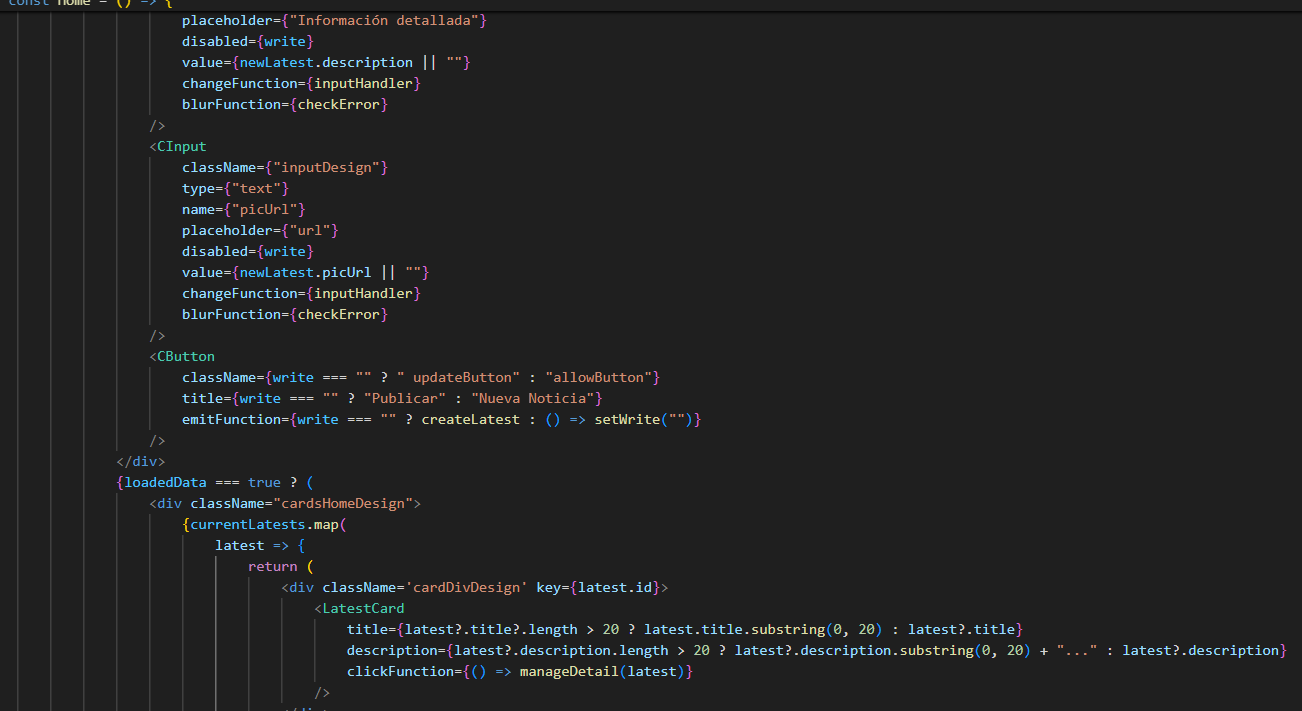 const Home = () => {
placeholder={"Información detallada"}
disabled={write}
value={newLatest.description || ""}
changeFunction={inputHandler}
blurFunction={checkError}
/>
<CInput
className={"inputDesign"}
type={"text"}
name={"picUrl"}
placeholder={"url"}
disabled={write}
value={newLatest.picUrl || ""}
changeFunction={inputHandler}
blurFunction={checkError}
/>
<CButton
className={write === "" ? " updateButton" : "allowButton"}
title={write === "" ? "Publicar" : "Nueva Noticia"}
emitFunction={write === "" ? createLatest : () => setWrite("")}
/>
</div>
{loadedData === true ? (
<div className="cardsHomeDesign">
{currentLatests.map(
latest => {
return (
<div className='cardDivDesign' key={latest.id}>
<LatestCard
title={latest?.title?.length > 20 ? latest.title.substring(0, 20) : latest?.title}
description={latest?.description.length > 20 ? latest?.description.substring(0, 20) + "..." : latest?.description}
clickFunction={() => manageDetail(latest)}
/>
</div>